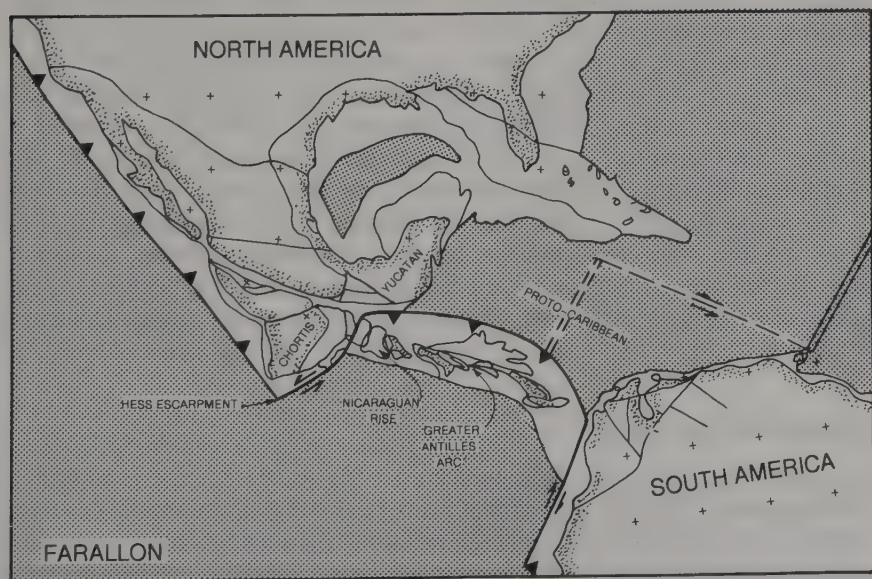 NORTH AMERICA
YUCATAN
PROTO-CARIBBEAN
CHORTIS
HESS ESCARPMENT
NICARAGUAN
RISE
GREATER
ANTILLES
ARC
SOUTH AMERICA
FARALLON